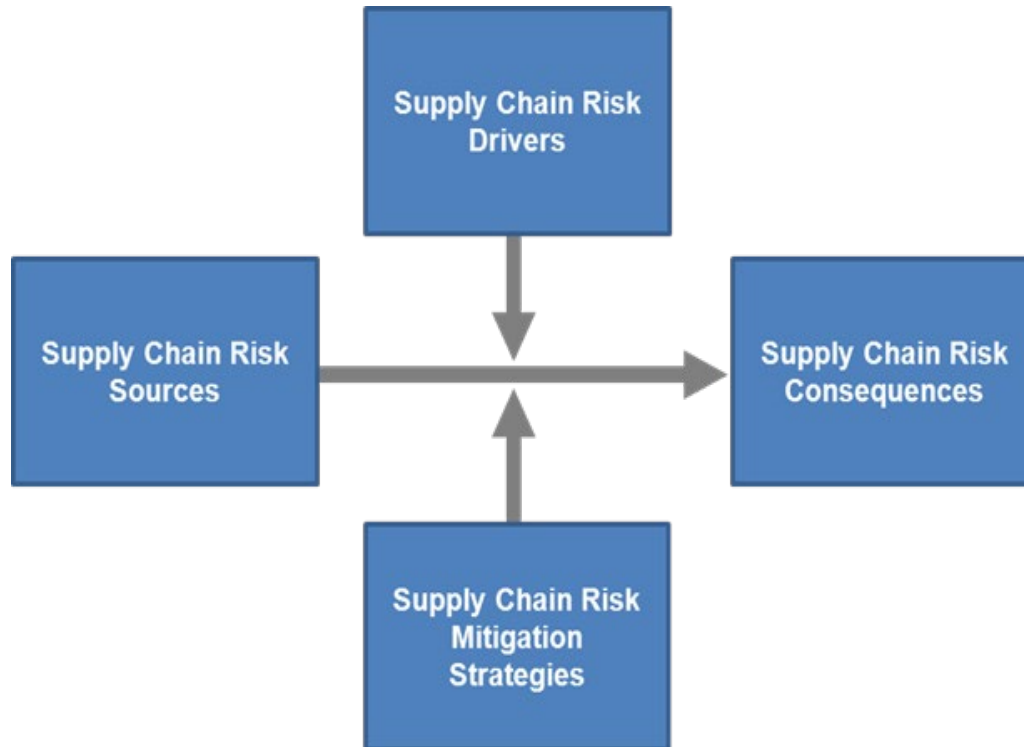 Supply Chain Risk
Drivers
Supply Chain Risk
Sources
Supply Chain Risk
Consequences
Supply Chain Risk
Mitigation
Strategies